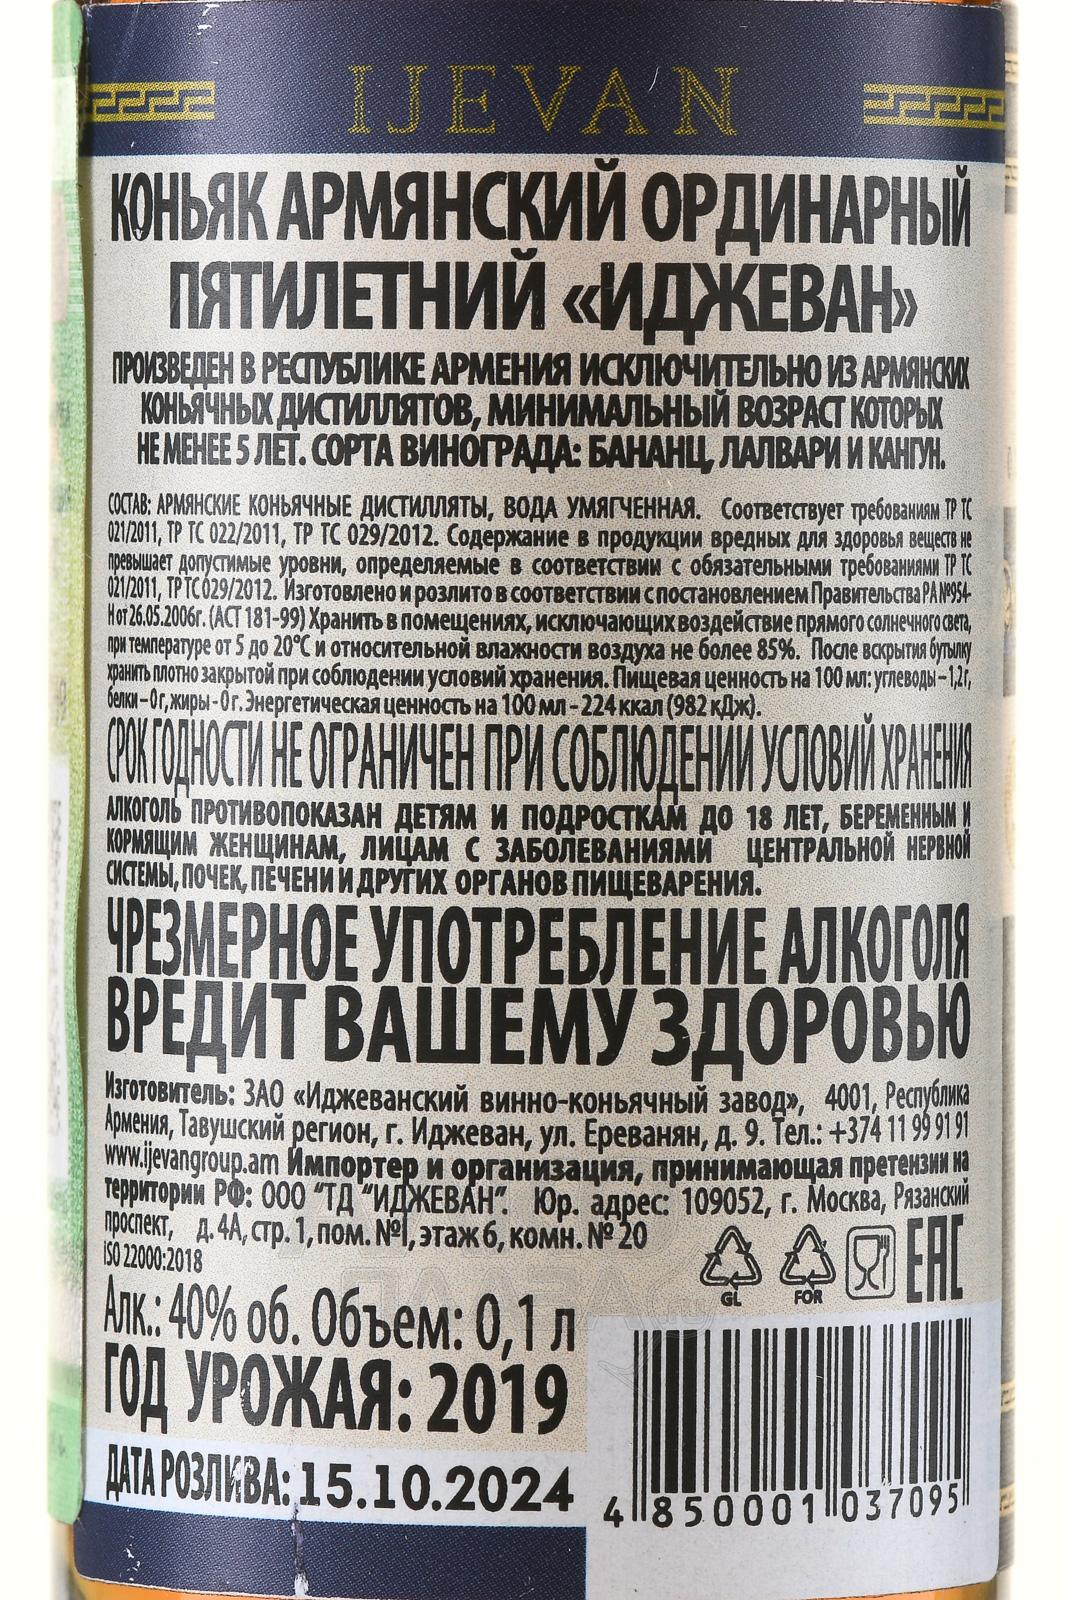 IJEVAN
КОНЬЯК АРМЯНСКИЙ ОРДИНАРНЫЙ
ПЯТИЛЕТНИЙ «ИДЖЕВАН»
ПРОИЗВЕДЕН В РЕСПУБЛИКЕ АРМЕНИЯ ИСКЛЮЧИТЕЛЬНО ИЗ АРМЯНСКИХ
КОНЬЯЧНЫХ ДИСТИЛЛЯТОВ, МИНИМАЛЬНЫЙ ВОЗРАСТ КОТОРЫХ
НЕ МЕНЕЕ 5 ЛЕТ. СОРТА ВИНОГРАДА: БАНАНЦ, ЛАЛВАРИ И КАНГУН.
СОСТАВ: АРМЯНСКИЕ КОНЬЯЧНЫЕ ДИСТИЛЛЯТЫ, ВОДА УМЯГЧЕННАЯ. Соответствует требованиям ТР ТС
021/2011, ТР ТС 022/2011, ТР ТС 029/2012. Содержание в продукции вредных для здоровья веществ не
превышает допустимые уровни, определяемые в соответствии с обязательными требованиями ТР ТС
021/2011, ТР ТС 029/2012. Изготовлено и розлито в соответствии с постановлением Правительства РА №954-
Н от 26.05.2006г. (АСТ 181-99) Хранить в помещениях, исключающих воздействие прямого солнечного света,
при температуре от 5 до 20°С и относительной влажности воздуха не более 85%. После вскрытия бутылку
хранить плотно закрытой при соблюдении условий хранения. Пищевая ценность на 100 мл: углеводы – 1,2 г,
белки – 0 г, жиры - 0 г. Энергетическая ценность на 100 мл - 224 ккал (982 кДж).
СРОК ГОДНОСТИ НЕ ОГРАНИЧЕН ПРИ СОБЛЮДЕНИИ УСЛОВИЙ ХРАНЕНИЯ
АЛКОГОЛЬ ПРОТИВОПОКАЗАН ДЕТЯМ И ПОДРОСТКАМ ДО 18 ЛЕТ, БЕРЕМЕННЫМ И
КОРМЯЩИМ ЖЕНЩИНАМ, ЛИЦАМ С ЗАБОЛЕВАНИЯМИ ЦЕНТРАЛЬНОЙ НЕРВНОЙ
СИСТЕМЫ, ПОЧЕК, ПЕЧЕНИ И ДРУГИХ ОРГАНОВ ПИЩЕВАРЕНИЯ.
ЧРЕЗМЕРНОЕ УПОТРЕБЛЕНИЕ АЛКОГОЛЯ
ВРЕДИТ ВАШЕМУ ЗДОРОВЬЮ
Изготовитель: ЗАО «Иджеванский винно-коньячный завод», 4001, Республика
Армения, Тавушский регион, г. Иджеван, ул. Ереванян, д. 9. Тел.: +374 11 99 91 91
www.ijevangroup.am Импортер и организация, принимающая претензии на
территории РФ: ООО "ТД "ИДЖЕВАН". Юр. адрес: 109052, г. Москва, Рязанский
проспект, д. 4А, стр. 1, пом. №I, этаж 6, комн. № 20
ISO 22000:2018
GL FOR EAC
Алк.: 40% об. Объем: 0,1 л
ГОД УРОЖАЯ: 2019
ДАТА РОЗЛИВА: 15.10.2024
4 850001 037095